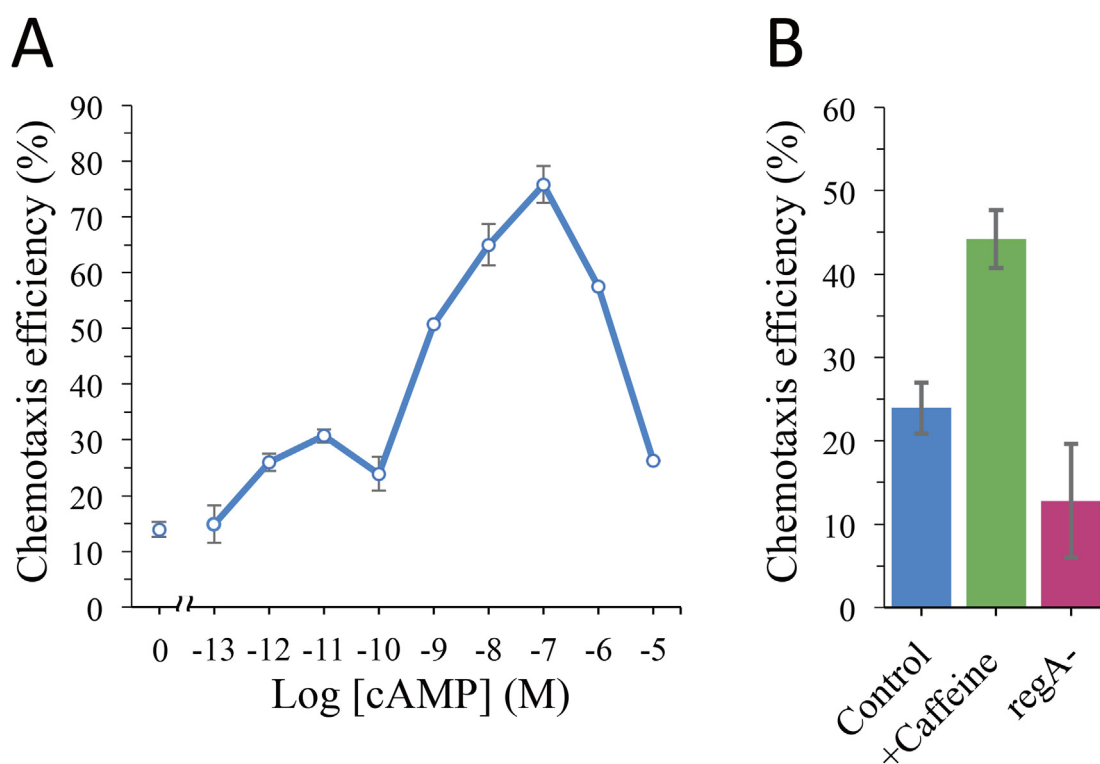 A
Chemotaxis efficiency (%)
90
80
70
60
50
40
30
20
10
0
0 -13 -12 -11 -10 -9 -8 -7 -6 -5
Log [cAMP] (M)
B
Chemotaxis efficiency (%)
60
50
40
30
20
10
0
Control
+Caffeine
regA-